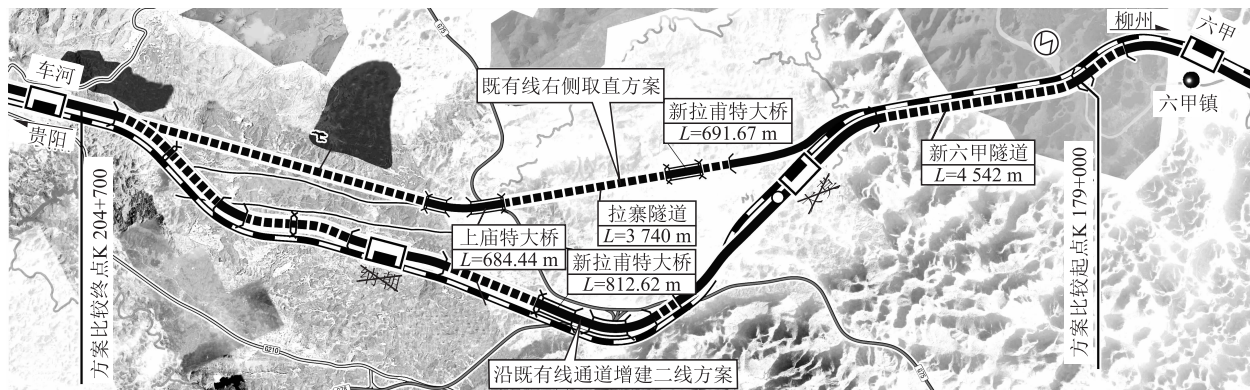 柳州
六甲
车河
675
既有线右侧取直方案
新拉甫特大桥
L=691.67 m
六甲镇
贵阳
新六甲隧道
L=4 542 m
拉寨隧道
L=3 740 m
上庙特大桥
L=684.44 m
新拉甫特大桥
L=812.62 m
方案比较终点K 204+700
方案比较起点K 179+000
6210
675
沿既有线通道增建二线方案